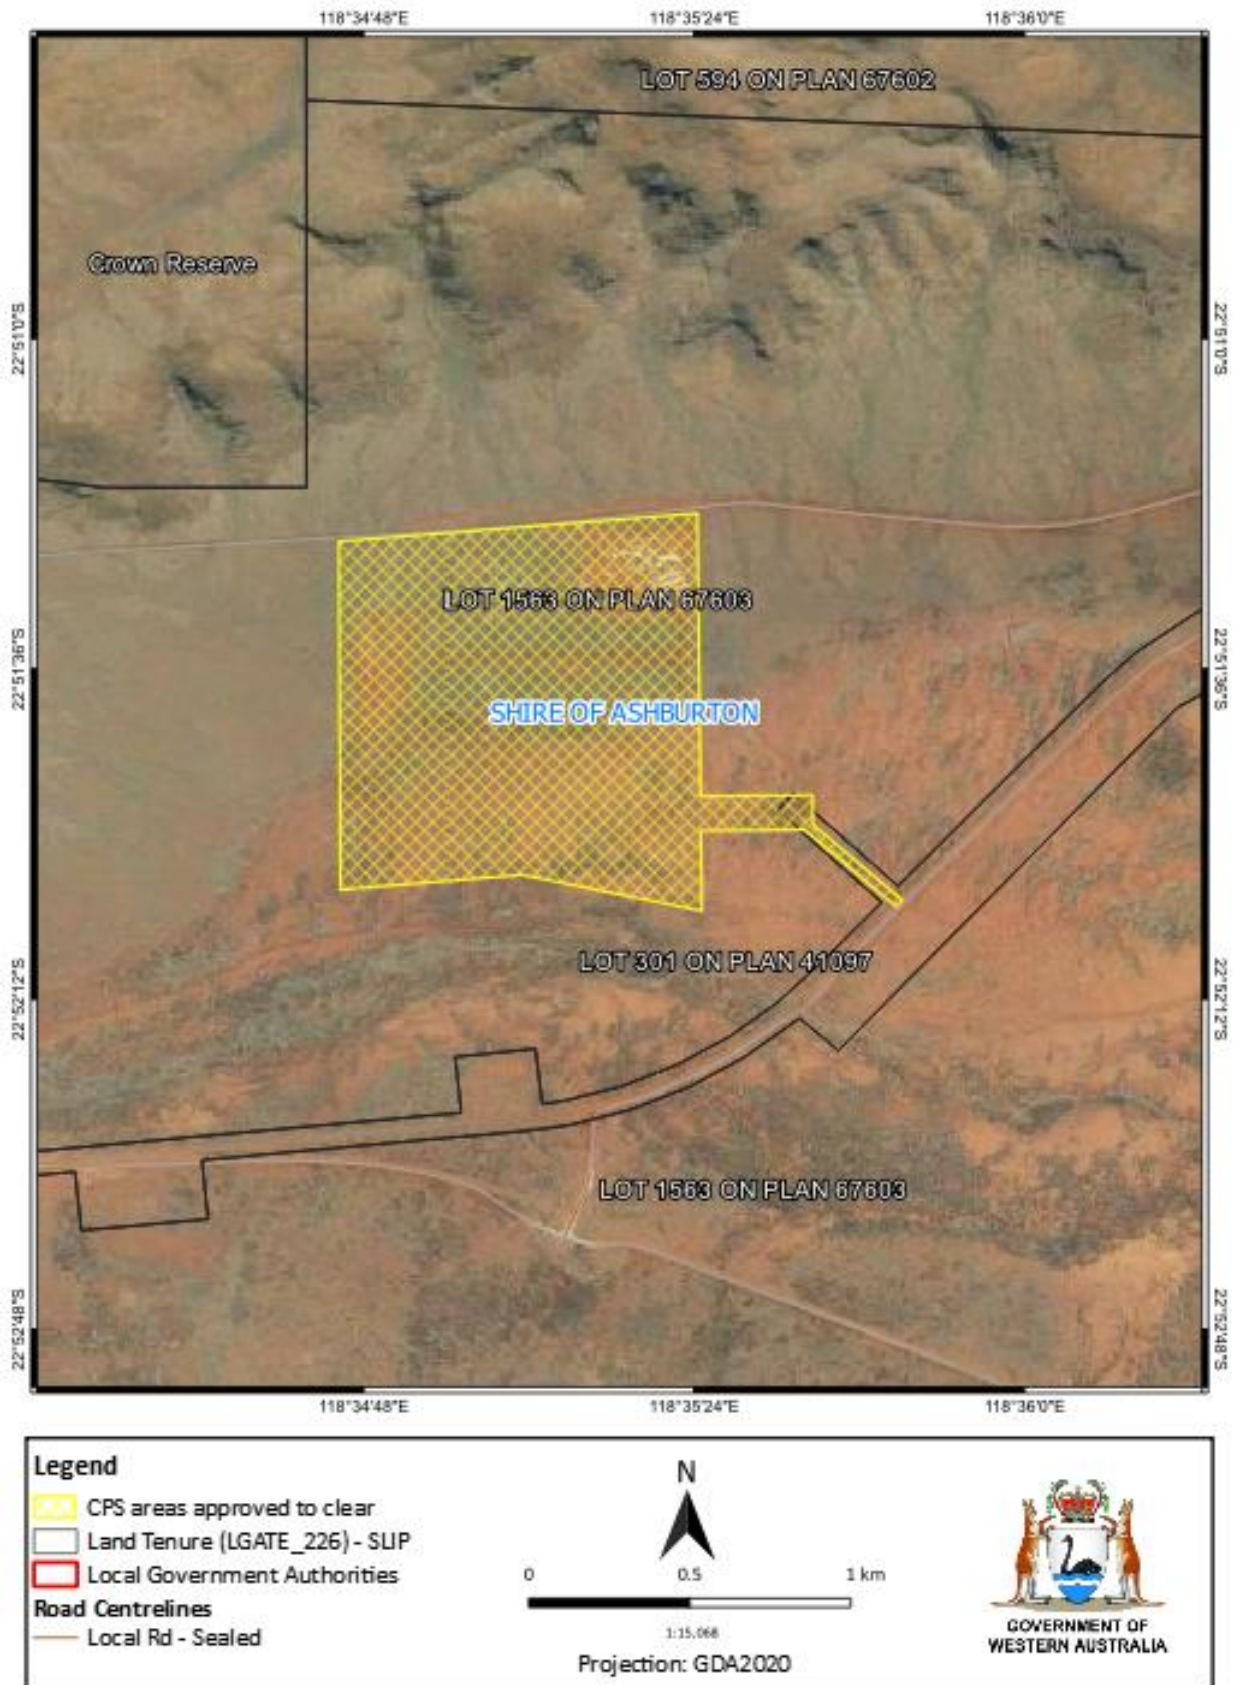 118°34'48"E
118°35'24"E
118°36'0"E
LOT 594 ON PLAN 67602
Crown Reserve
22°51'0"S
22°51'0"S
LOT 1563 ON PLAN 67603
22°51'36"S
22°51'36"S
SHIRE OF ASHBURTON
LOT 301 ON PLAN 41097
22°52'12"S
22°52'12"S
LOT 1563 ON PLAN 67603
22°52'48"S
22°52'48"S
118°34'48"E
118°35'24"E
118°36'0"E
Legend
CPS areas approved to clear
Land Tenure (LGATE_226) - SLIP
Local Government Authorities
Road Centrelines
Local Rd - Sealed
N
0
0.5
1 km
1:15,068
Projection: GDA2020
GOVERNMENT OF
WESTERN AUSTRALIA